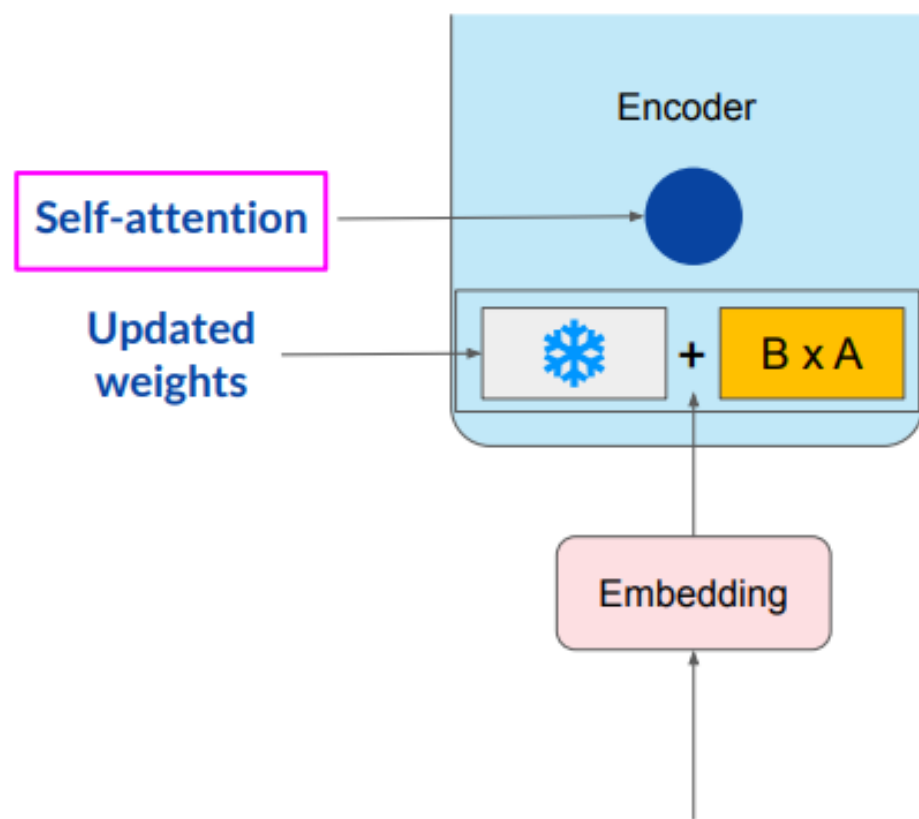 Encoder
Self-attention
Updated
weights
+
B x A
Embedding